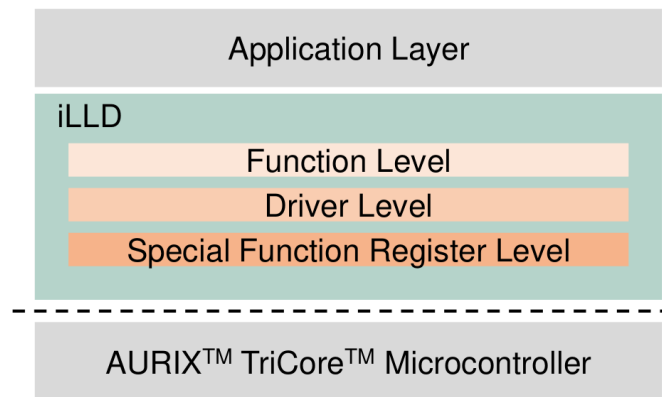 Application Layer
iLLD
Function Level
Driver Level
Special Function Register Level
AURIX™ TriCore™ Microcontroller